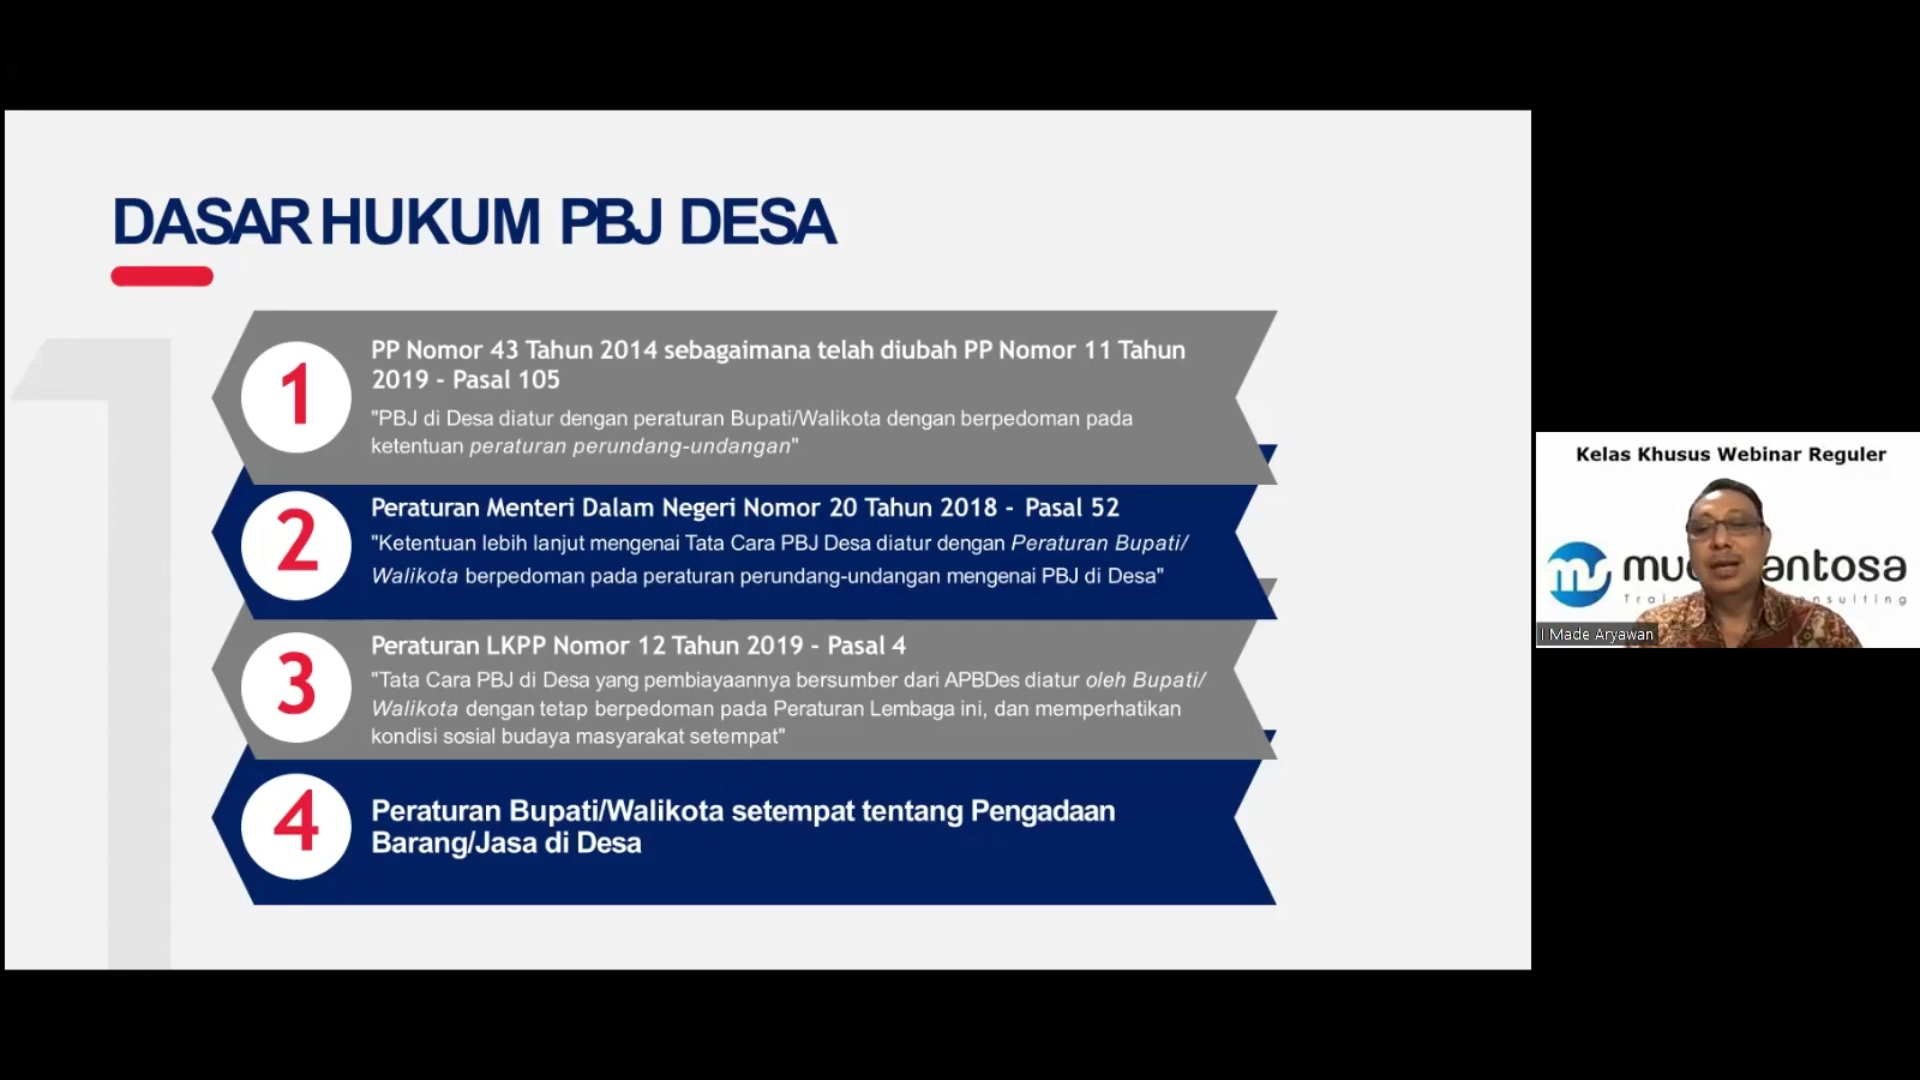 DASAR HUKUM PBJ DESA
1
PP Nomor 43 Tahun 2014 sebagaimana telah diubah PP Nomor 11 Tahun
2019 - Pasal 105
"PBJ di Desa diatur dengan peraturan Bupati/Walikota dengan berpedoman pada
ketentuan peraturan perundang-undangan"
2
Peraturan Menteri Dalam Negeri Nomor 20 Tahun 2018 - Pasal 52
"Ketentuan lebih lanjut mengenai Tata Cara PBJ Desa diatur dengan Peraturan Bupati/
Walikota berpedoman pada peraturan perundang-undangan mengenai PBJ di Desa"
3
Peraturan LKPP Nomor 12 Tahun 2019 - Pasal 4
"Tata Cara PBJ di Desa yang pembiayaannya bersumber dari APBDes diatur oleh Bupati/
Walikota dengan tetap berpedoman pada Peraturan Lembaga ini, dan memperhatikan
kondisi sosial budaya masyarakat setempat"
4
Peraturan Bupati/Walikota setempat tentang Pengadaan
Barang/Jasa di Desa
1
Kelas Khusus Webinar Reguler
I Made Aryawan